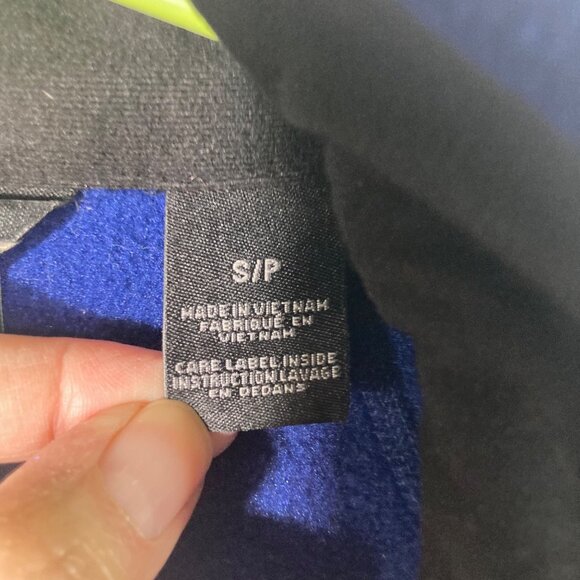 S/P
MADE IN VIETNAM
FABRIQUÉ EN
VIETNAM
CARE LABEL INSIDE
INSTRUCTION LAVAGE
EN DEDANS